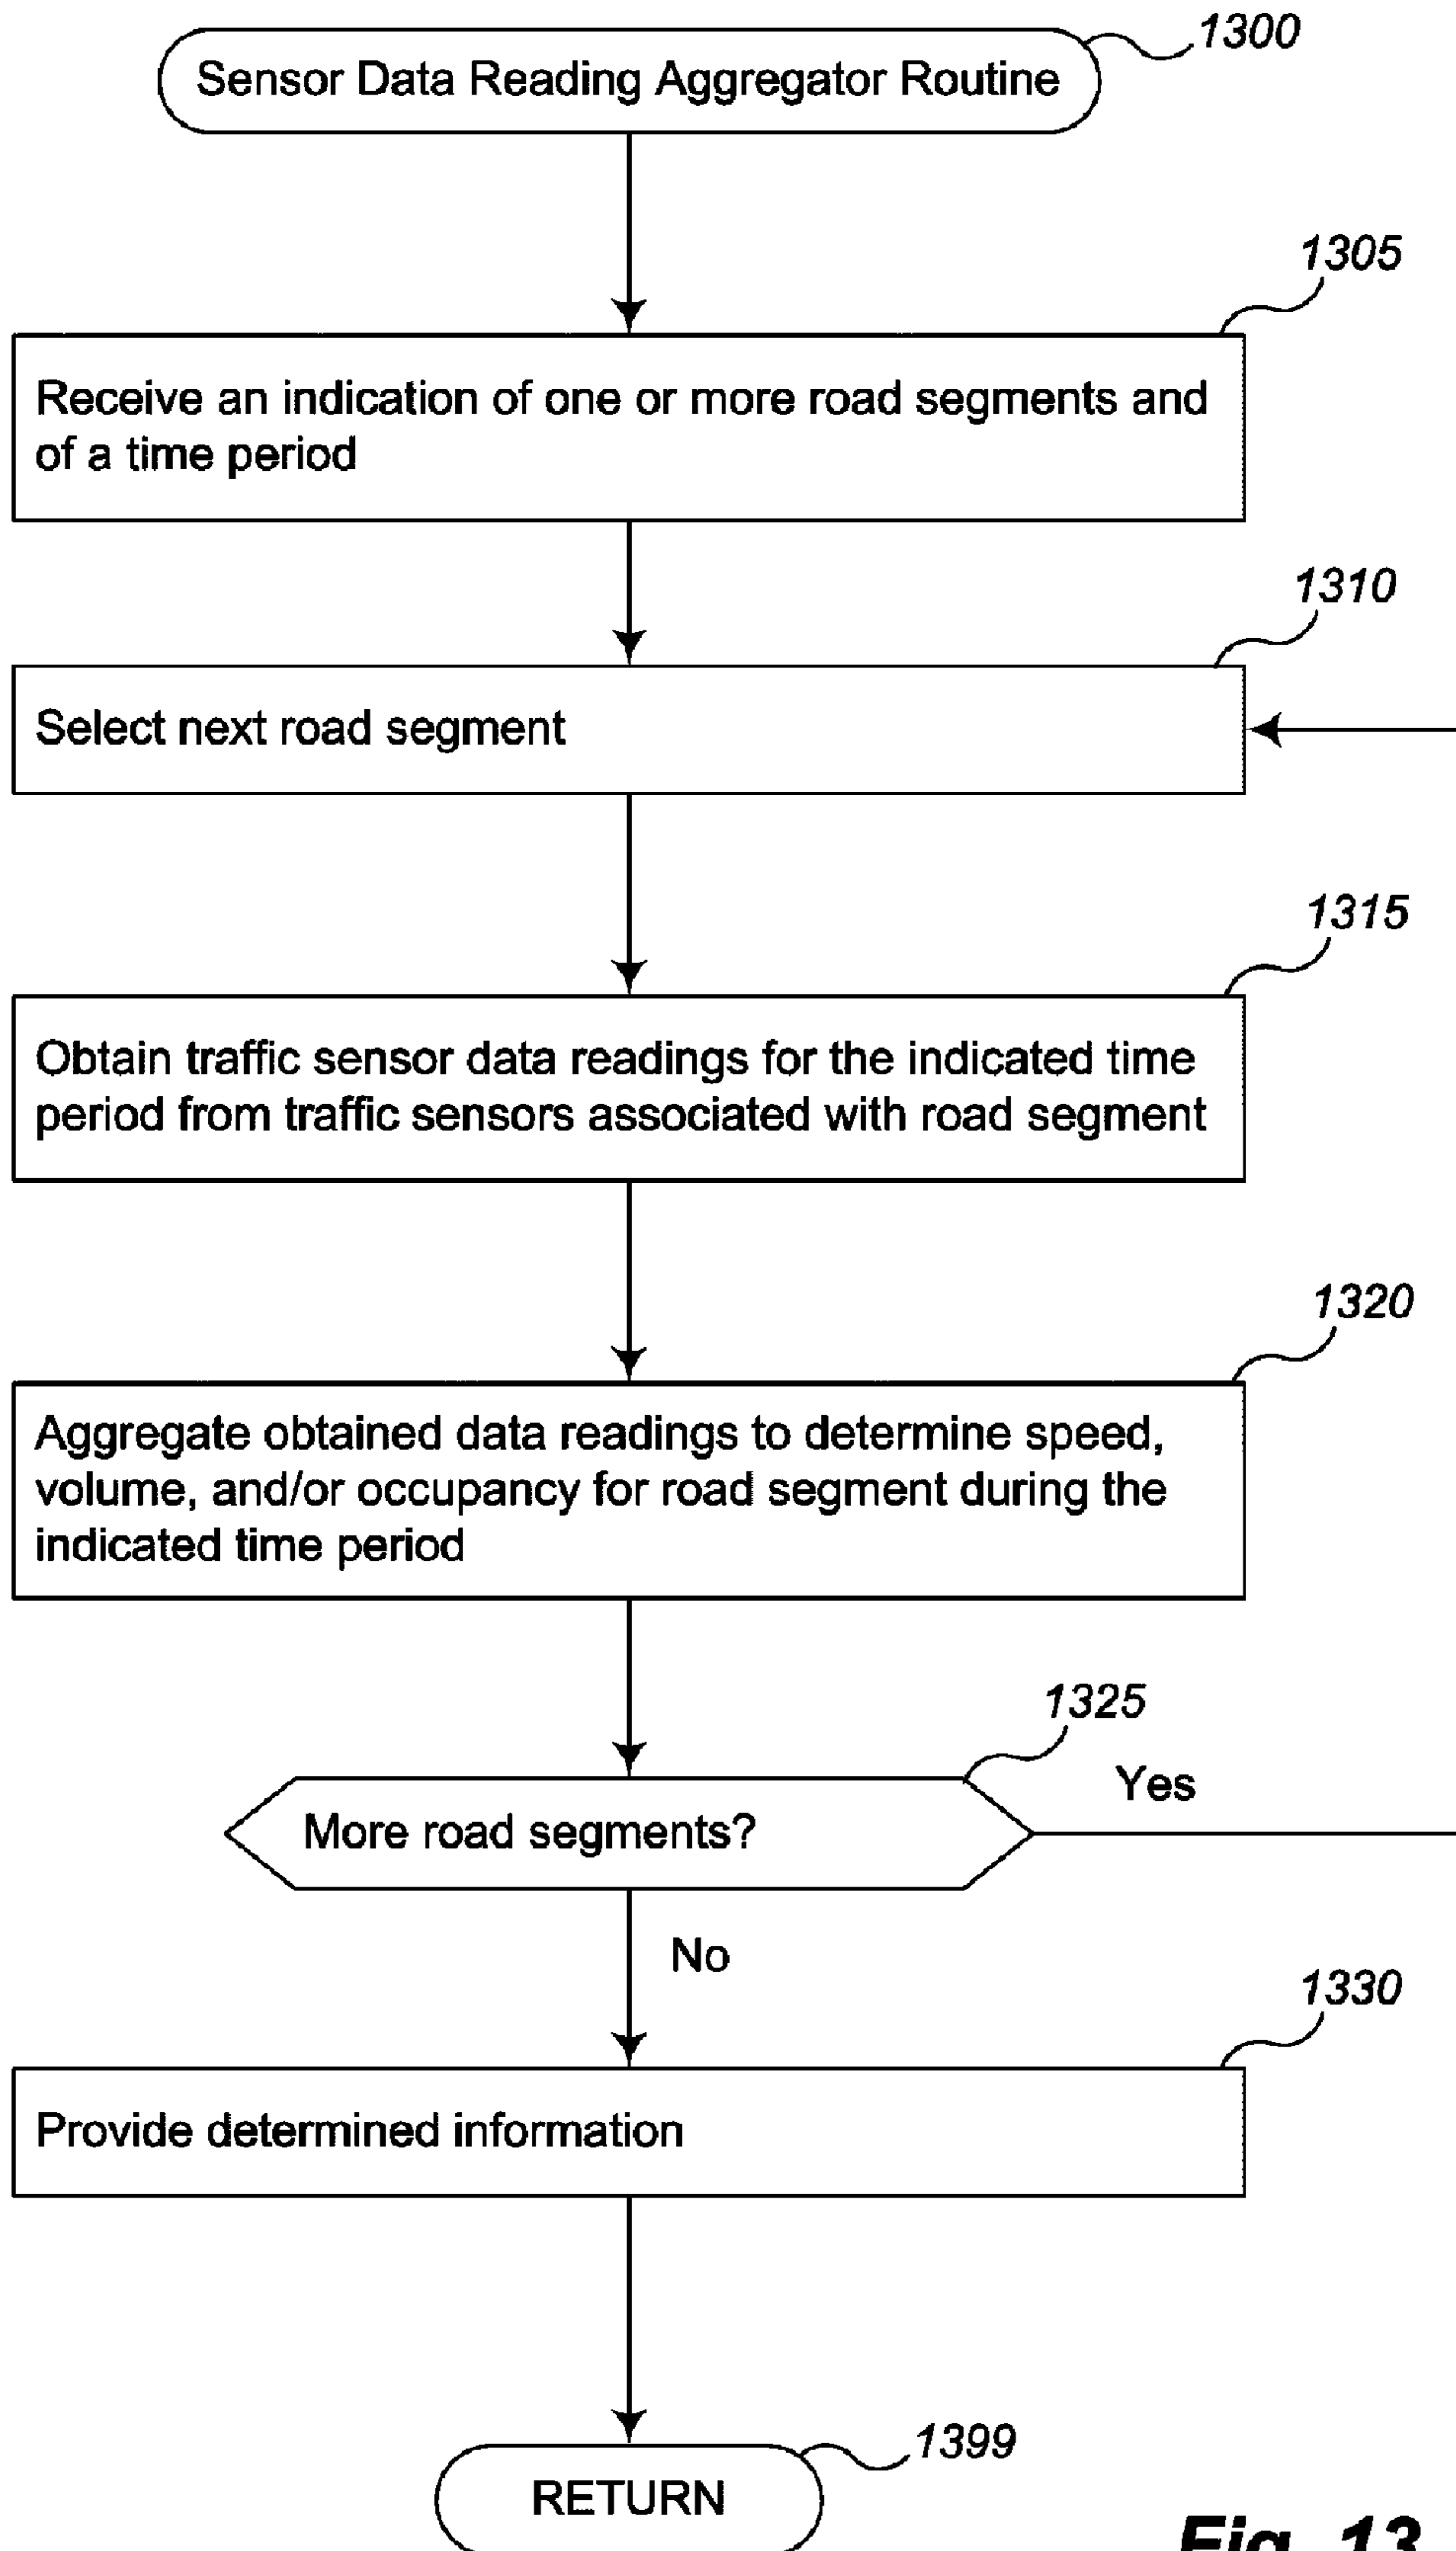 1300
Sensor Data Reading Aggregator Routine
1305
Receive an indication of one or more road segments and
of a time period
1310
Select next road segment
1315
Obtain traffic sensor data readings for the indicated time
period from traffic sensors associated with road segment
1320
Aggregate obtained data readings to determine speed,
volume, and/or occupancy for road segment during the
indicated time period
1325
More road segments?
Yes
No
1330
Provide determined information
1399
RETURN
Fig. 13